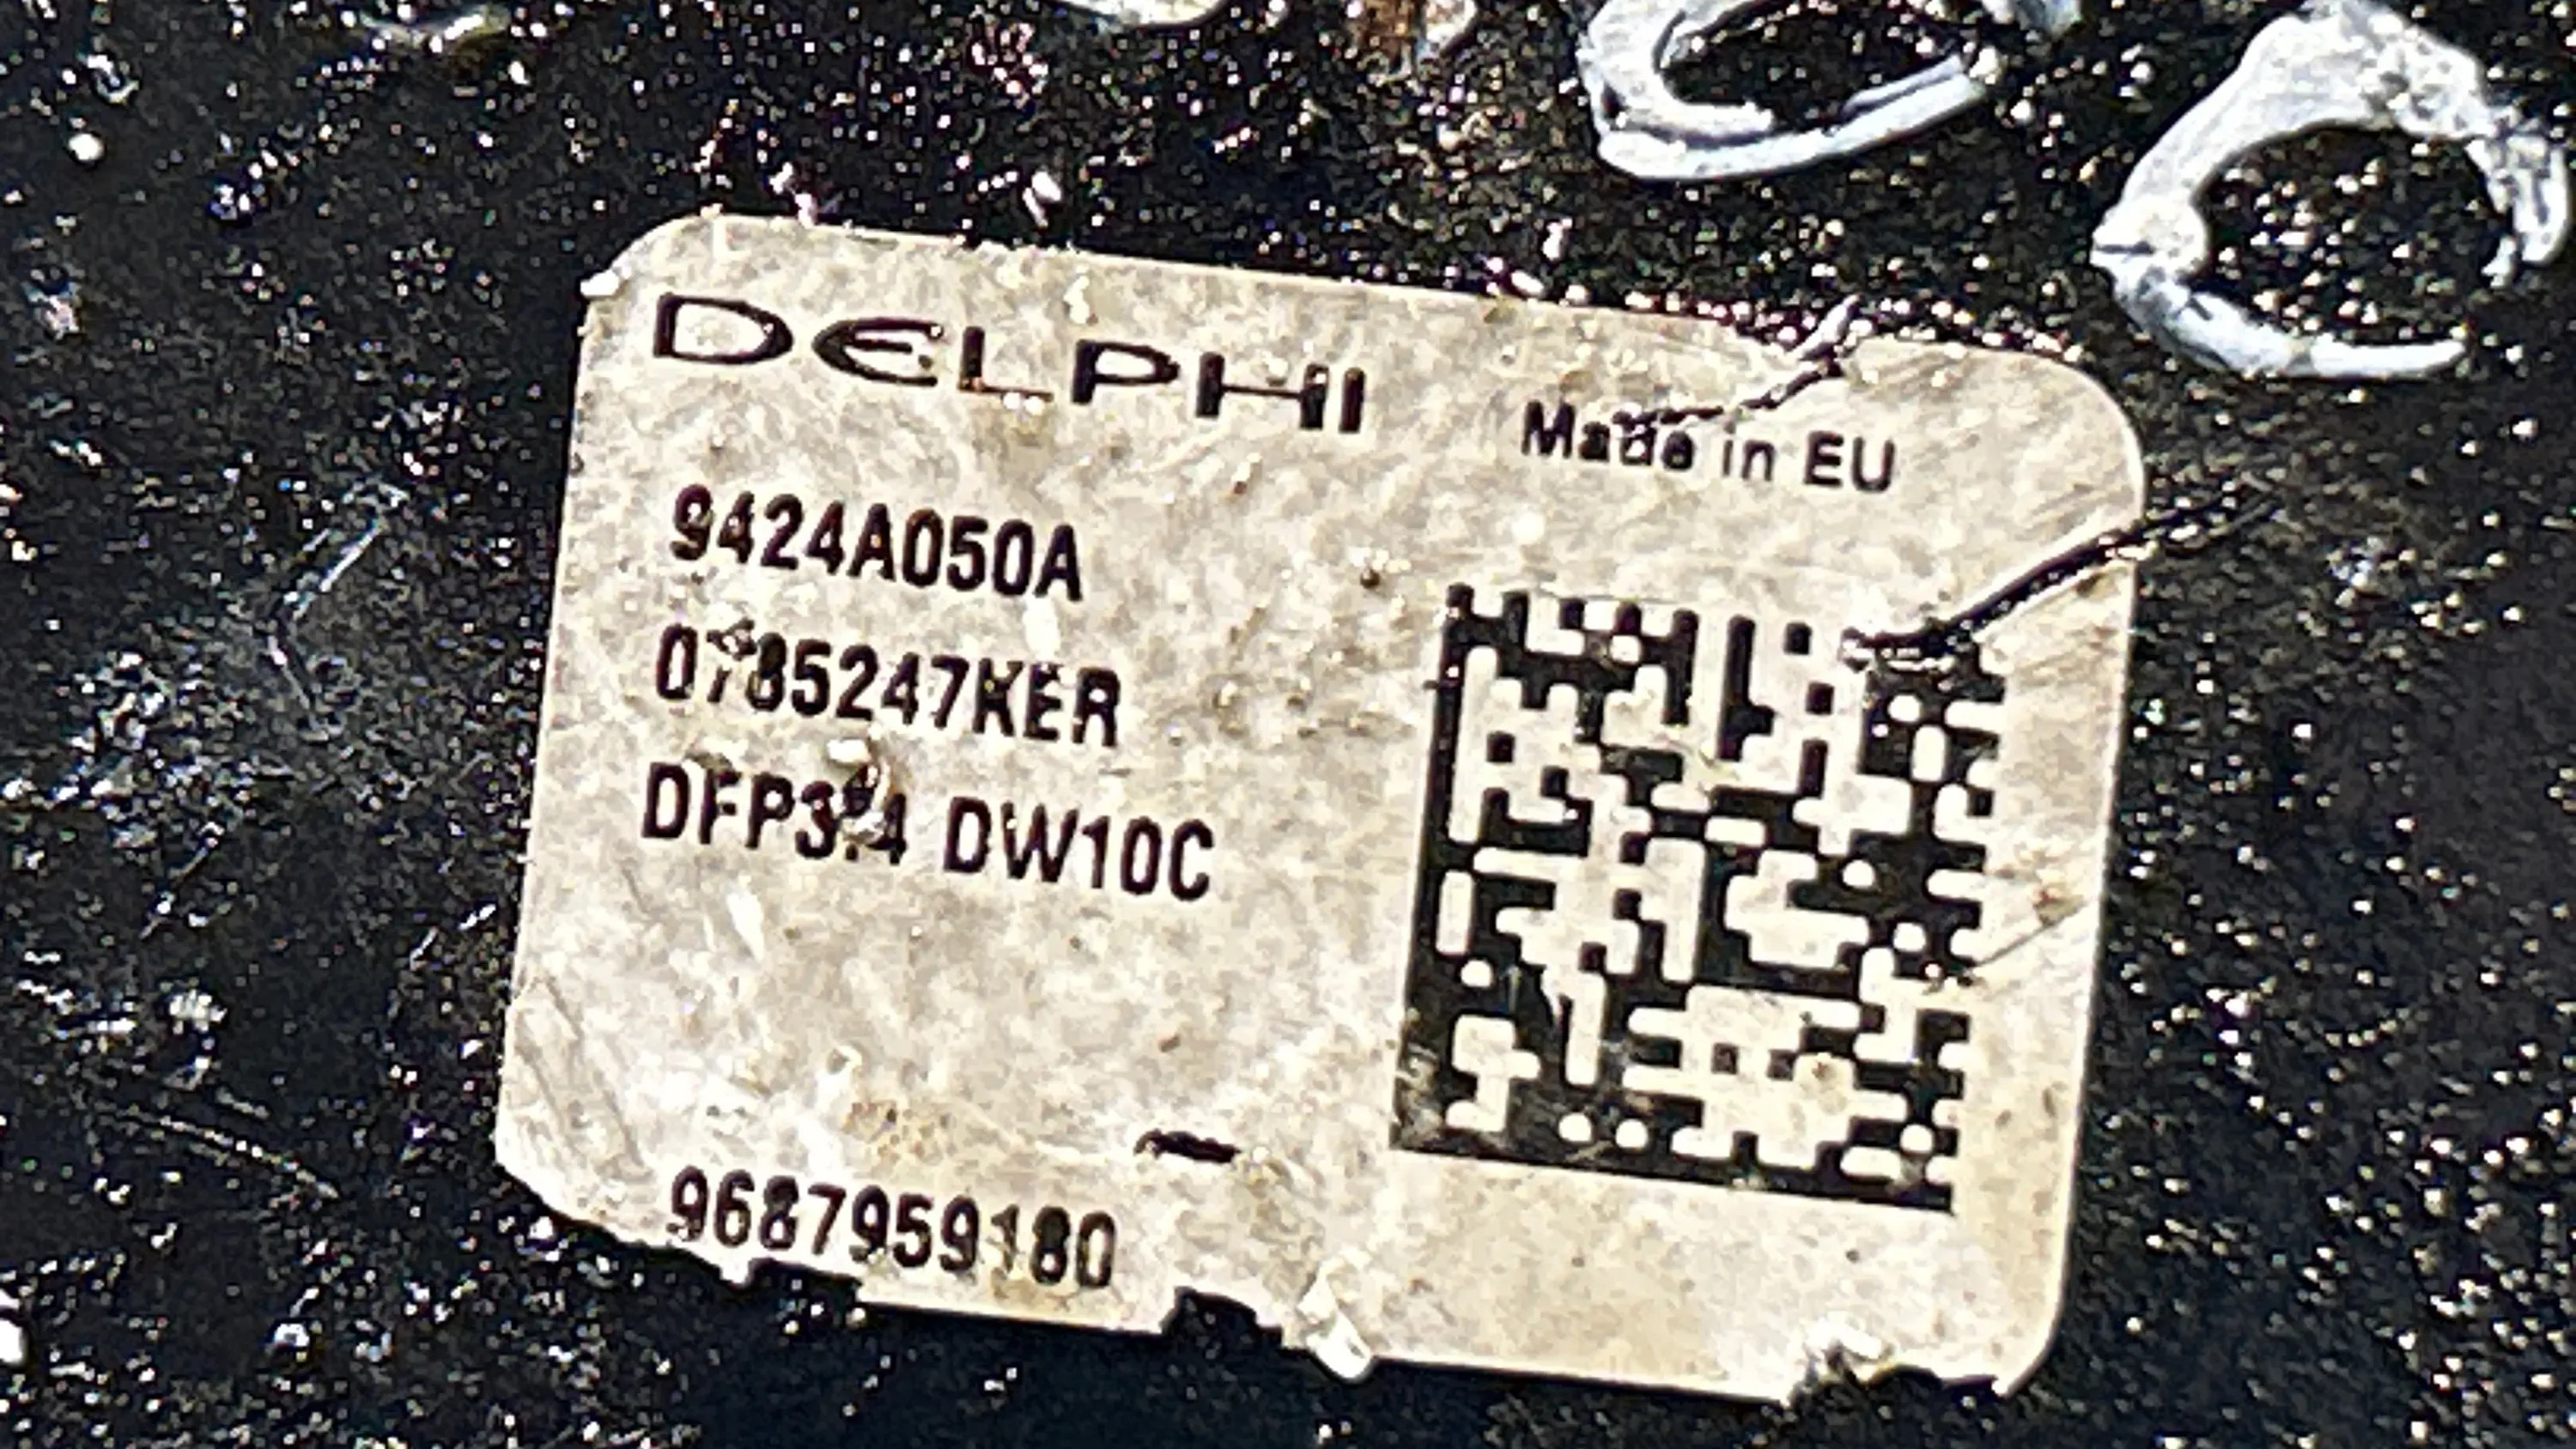 DELPHI
Made in EU
9424A050A
0785247KER
DFP3.4 DW10C
9687959180